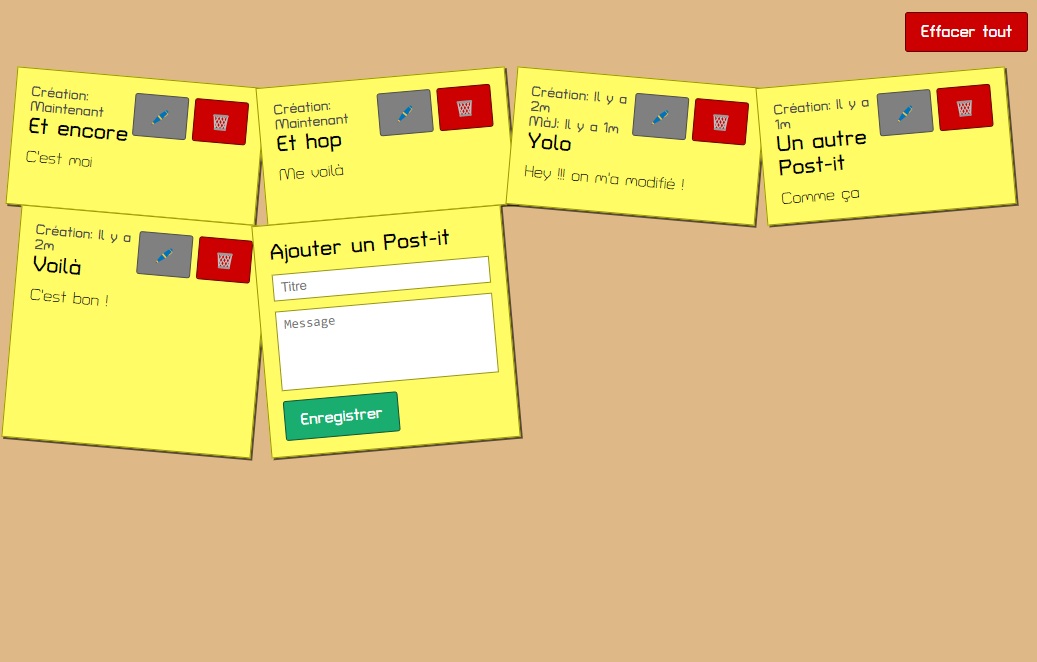 Effacer tout
Création:
Maintenant
Et encore
C'est moi
Création:
Maintenant
Et hop
Me voilà
Création: Il y a
2m
MàJ: Il y a 1m
Yolo
Hey !!! on m'a modifié !
Création: Il y a
1m
Un autre
Post-it
Comme ça
Création: Il y a
2m
Voilà
C'est bon !
Ajouter un Post-it
Titre
Message
Enregistrer